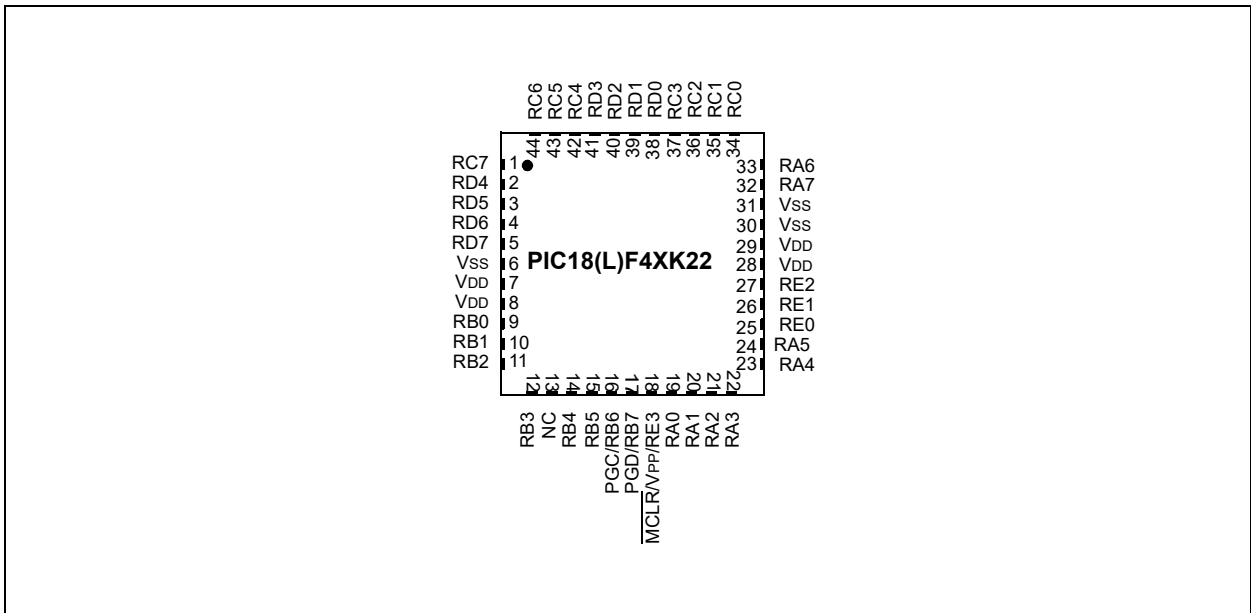 RC6
RC5
RC4
RD3
RD2
RD1
RD0
RC3
RC2
RC1
RC0
44
43
42
41
40
39
38
37
36
35
34
RC7 1
RD4 2
RD5 3
RD6 4
RD7 5
VSS 6
VDD 7
VDD 8
RB0 9
RB1 10
RB2 11
PIC18(L)F4XK22
33 RA6
32 RA7
31 VSS
30 VSS
29 VDD
28 VDD
27 RE2
26 RE1
25 RE0
24 RA5
23 RA4
12
13
14
15
16
17
18
19
20
21
22
RB3
NC
RB4
RB5
PGC/RB6
PGD/RB7
MCLR/VPP/RE3
RA0
RA1
RA2
RA3